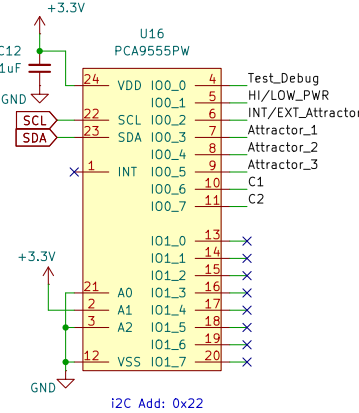 +3.3V
U16
PCA9555PW
C12
1uF
GND
24 VDD IO0_0 4 Test_Debug
IO0_1 5 HI/LOW_PWR
SCL 22 SCL IO0_2 6 INT/EXT_Attractor
SDA 23 SDA IO0_3 7 Attractor_1
IO0_4 8 Attractor_2
1 INT IO0_5 9 Attractor_3
IO0_6 10 C1
IO0_7 11 C2
IO1_0 13
+3.3V IO1_1 14
IO1_2 15
21 A0 IO1_3 16
2 A1 IO1_4 17
3 A2 IO1_5 18
IO1_6 19
12 VSS IO1_7 20
GND
i2C Add: 0x22